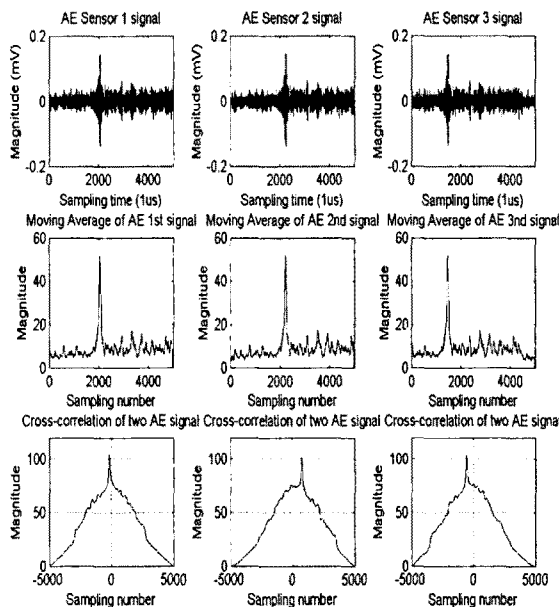 AE Sensor 1 signal
AE Sensor 2 signal
AE Sensor 3 signal
0.2
0
-0.2
Magnitude (mV)
0 2000 4000
Sampling time (1us)
0.2
0
-0.2
Magnitude (mV)
0 2000 4000
Sampling time (1us)
0.2
0
-0.2
Magnitude (mV)
0 2000 4000
Sampling time (1us)
Moving Average of AE 1st signal
Moving Average of AE 2nd signal
Moving Average of AE 3nd signal
60
40
20
0
Magnitude
0 2000 4000
Sampling number
60
40
20
0
Magnitude
0 2000 4000
Sampling number
60
40
20
0
Magnitude
0 2000 4000
Sampling number
Cross-correlation of two AE signal
Cross-correlation of two AE signal
Cross-correlation of two AE signal
100
50
0
Magnitude
-5000 0 5000
Sampling number
100
50
0
Magnitude
-5000 0 5000
Sampling number
100
50
0
Magnitude
-5000 0 5000
Sampling number